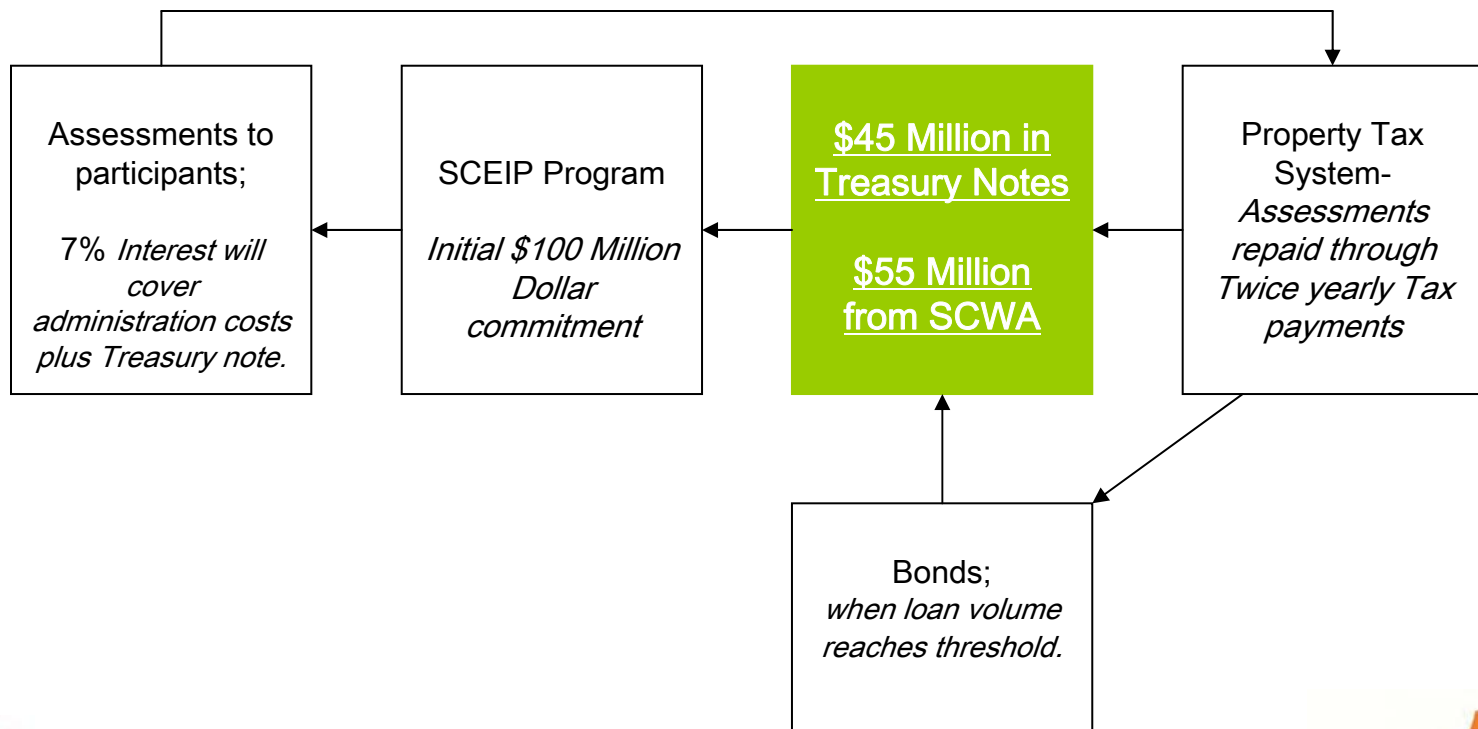 Assessments to
participants;
7% Interest will
cover
administration costs
plus Treasury note.
SCEIP Program
Initial $100 Million
Dollar
commitment
$45 Million in
Treasury Notes
$55 Million
from SCWA
Property Tax
System-
Assessments
repaid through
Twice yearly Tax
payments
Bonds;
when loan volume
reaches threshold.